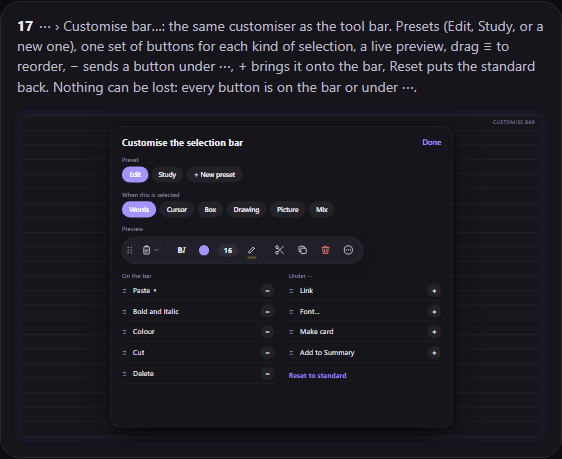 17 ··· › Customise bar...: the same customiser as the tool bar. Presets (Edit, Study, or a
new one), one set of buttons for each kind of selection, a live preview, drag ≡ to
reorder, − sends a button under ···, + brings it onto the bar, Reset puts the standard
back. Nothing can be lost: every button is on the bar or under ···.
CUSTOMISE BAR
Customise the selection bar Done
Preset
Edit Study + New preset
When this is selected
Words Cursor Box Drawing Picture Mix
Preview
BI 16
On the bar Under ···
Paste ▾ Link
Bold and italic Font...
Colour Make card
Cut Add to Summary
Delete Reset to standard